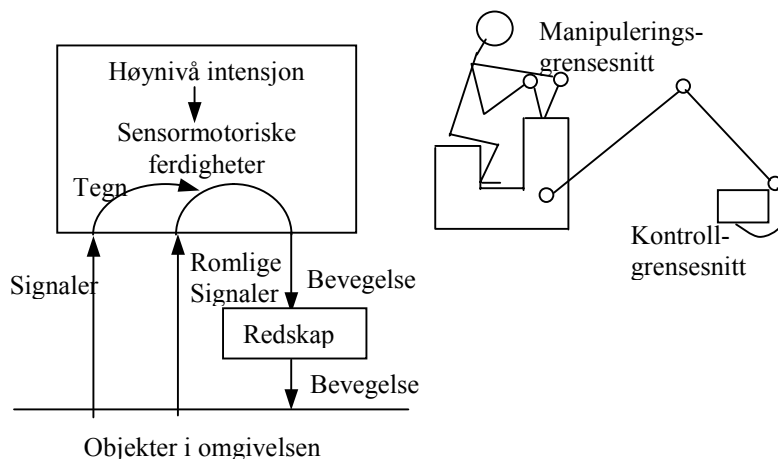 Høynivå intensjon
Sensormotoriske
ferdigheter
Tegn
Signaler
Romlige
Signaler
Bevegelse
Redskap
Bevegelse
Objekter i omgivelsen
Manipulerings-
grensesnitt
Kontroll-
grensesnitt